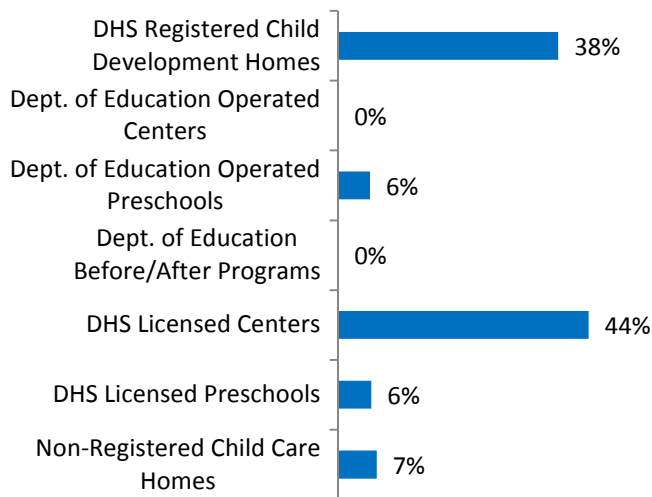 DHS Registered Child
Development Homes
38%
Dept. of Education Operated
Centers
0%
Dept. of Education Operated
Preschools
6%
Dept. of Education
Before/After Programs
0%
DHS Licensed Centers
44%
DHS Licensed Preschools
6%
Non-Registered Child Care
Homes
7%